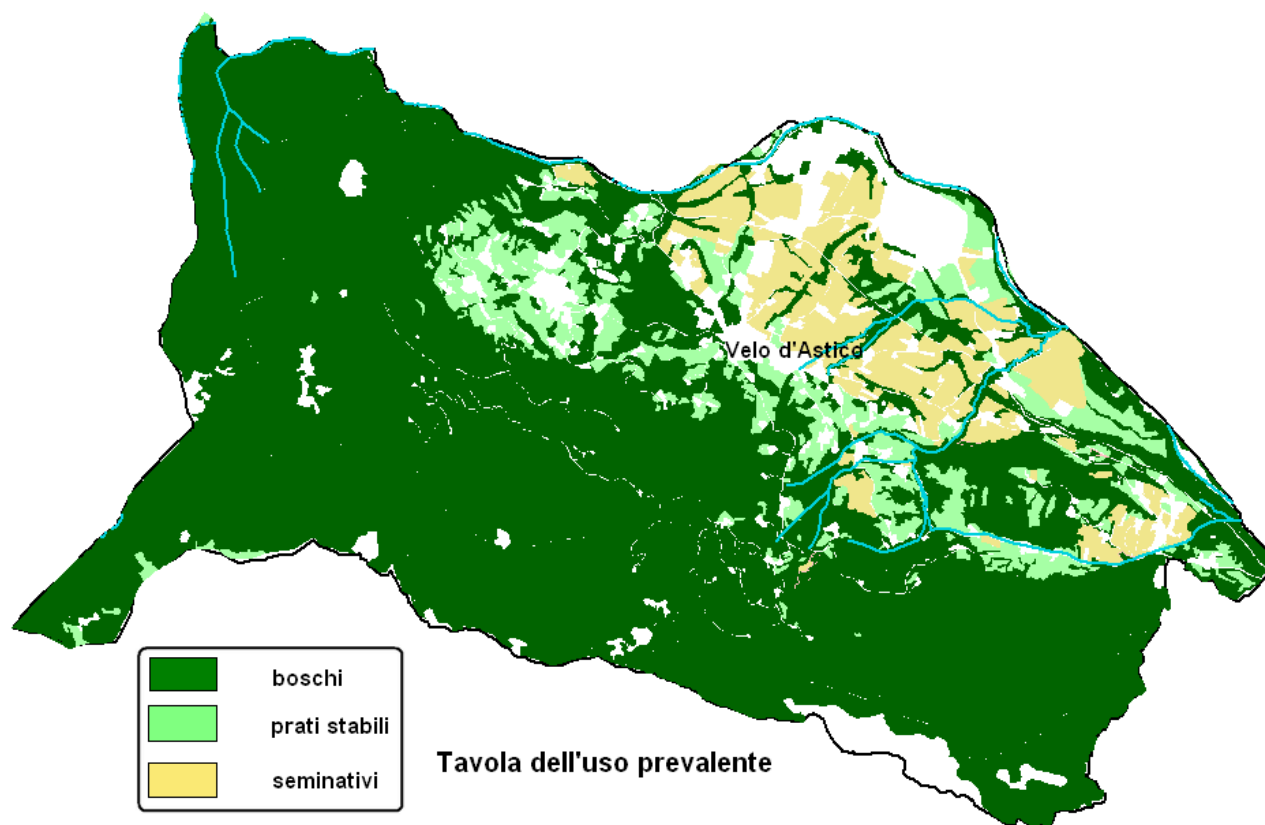 Velo d'Astico
boschi
prati stabili
seminativi
Tavola dell'uso prevalente